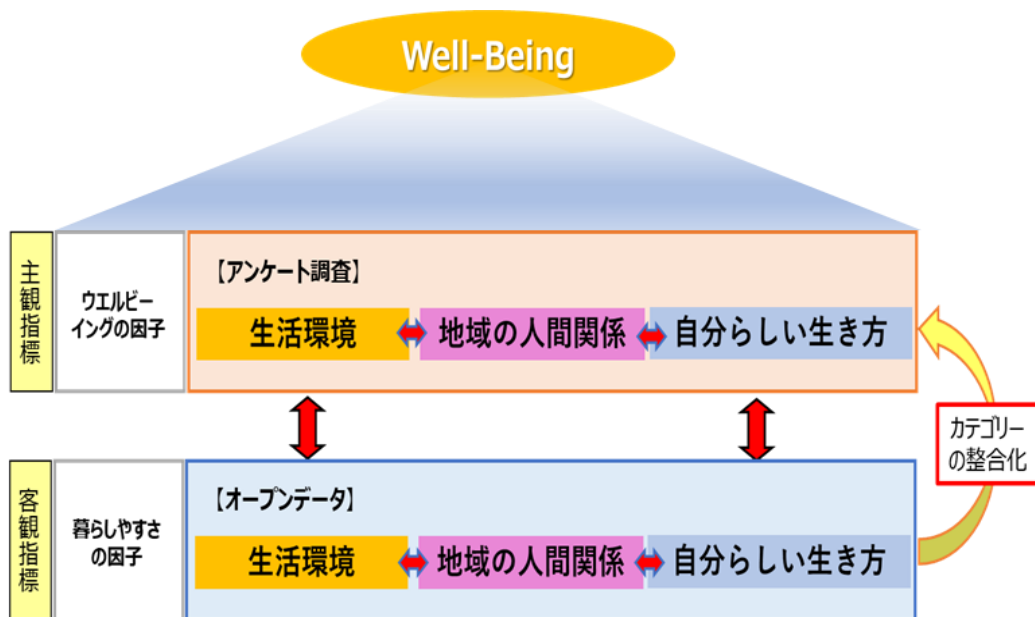 Well-Being
主観指標
ウエルビー
イングの因子
【アンケート調査】
生活環境
地域の人間関係
自分らしい生き方
カテゴリー
の整合化
客観指標
暮らしやすさ
の因子
【オープンデータ】
生活環境
地域の人間関係
自分らしい生き方